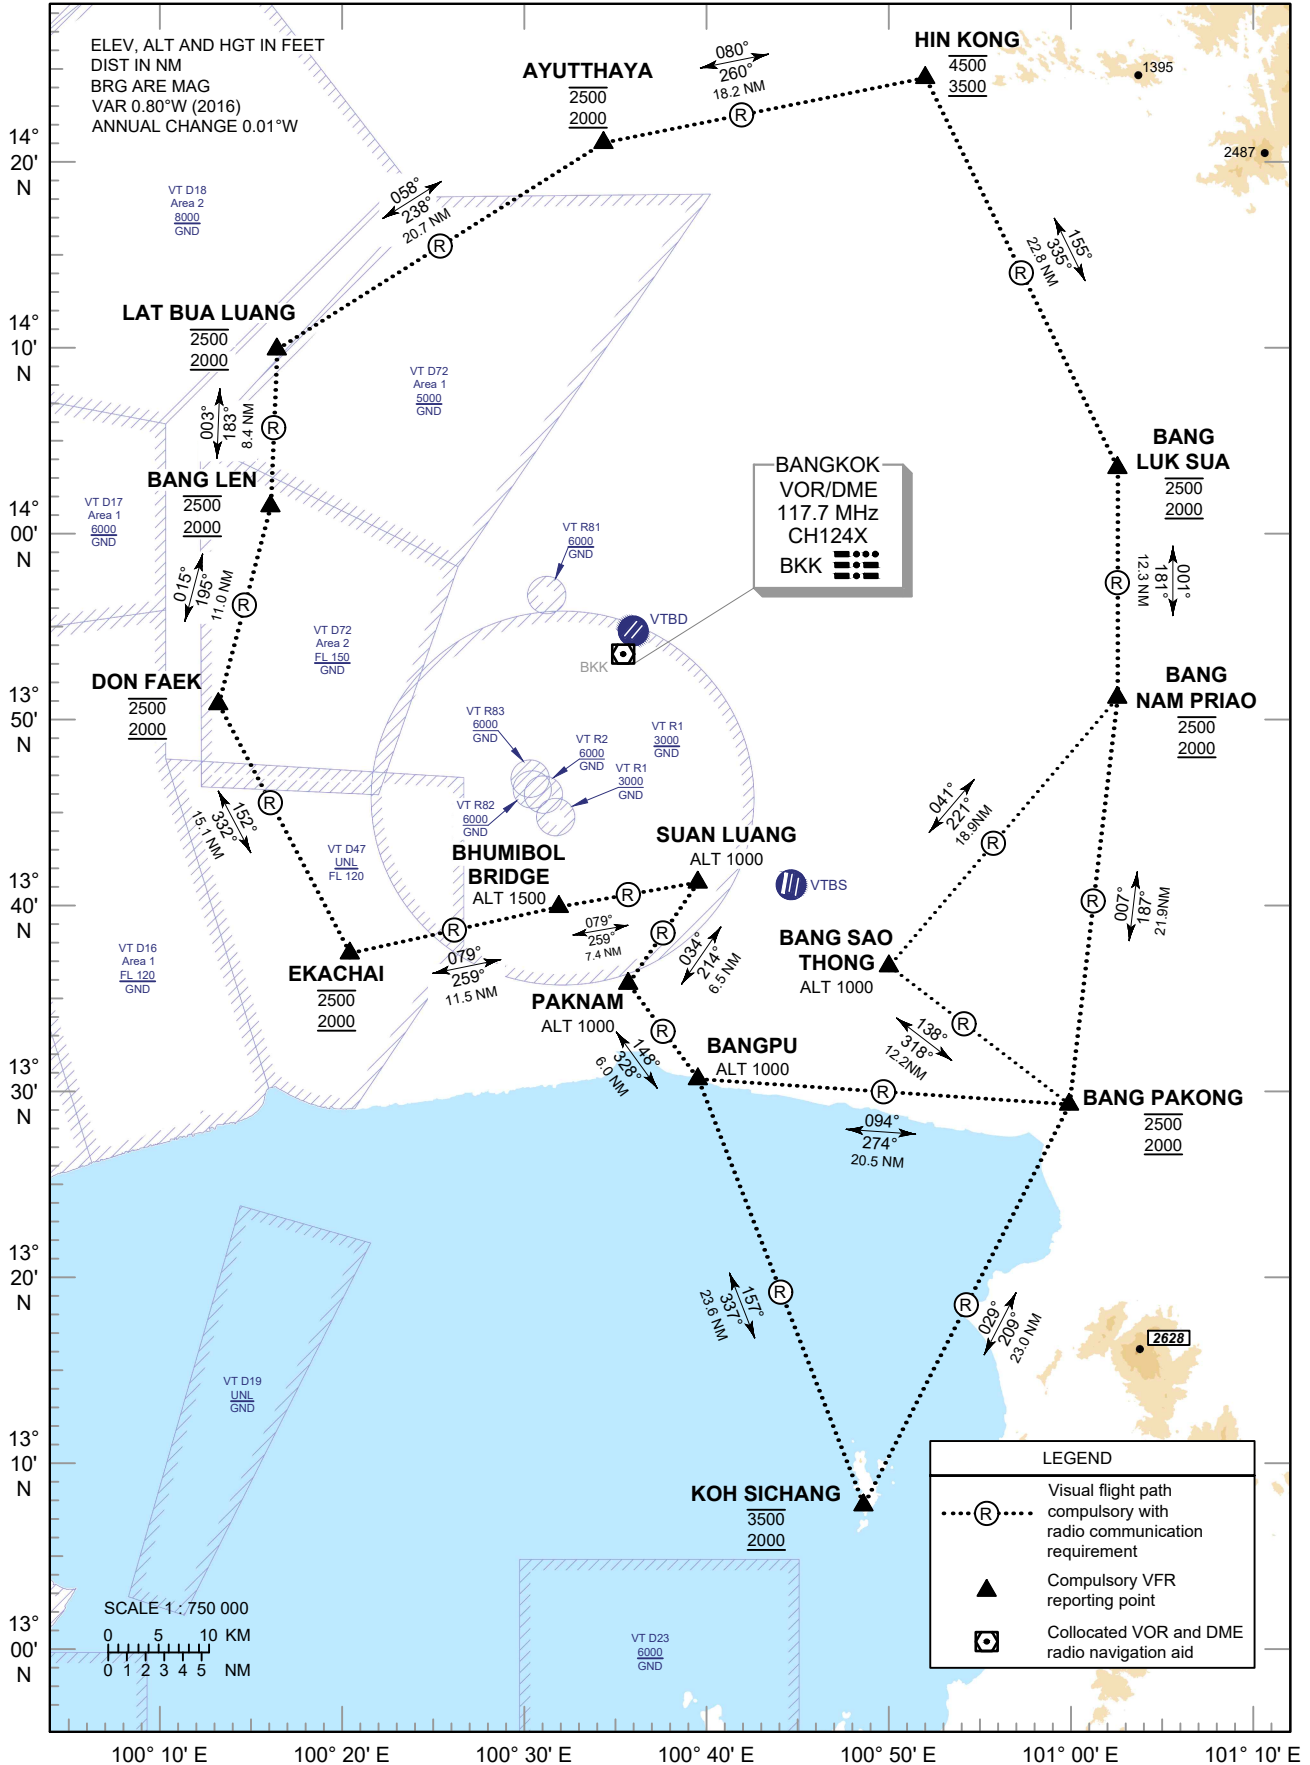 ELEV, ALT AND HGT IN FEET
DIST IN NM
BRG ARE MAG
VAR 0.80°W (2016)
ANNUAL CHANGE 0.01°W
AYUTTHAYA
2500
2000
080°
260°
18.2 NM
R
HIN KONG
4500
3500
1395
2487
14°
20'
N
VT D18
Area 2
8000
GND
058°
238°
20.7 NM
R
155°
335°
22.8 NM
R
LAT BUA LUANG
2500
2000
14°
10'
N
VT D72
Area 1
5000
GND
003°
183°
8.4 NM
R
BANG LEN
2500
2000
BANG
LUK SUA
2500
2000
BANGKOK
VOR/DME
117.7 MHz
CH124X
BKK
14°
00'
N
VT D17
Area 1
6000
GND
VT R81
6000
GND
015°
195°
11.0 NM
R
001°
181°
12.3 NM
R
VTBD
BKK
VT D72
Area 2
FL 150
GND
DON FAEK
2500
2000
BANG
NAM PRIAO
2500
2000
13°
50'
N
VT R83
6000
GND
VT R2
6000
GND
VT R1
3000
GND
VT R1
3000
GND
VT R82
6000
GND
152°
332°
15.1 NM
R
041°
221°
18.9NM
R
VT D47
UNL
FL 120
BHUMIBOL
BRIDGE
ALT 1500
SUAN LUANG
ALT 1000
VTBS
13°
40'
N
R
R
R
R
079°
259°
7.4 NM
034°
214°
6.5 NM
007°
187°
21.9NM
VT D16
Area 1
FL 120
GND
EKACHAI
2500
2000
079°
259°
11.5 NM
BANG SAO
THONG
ALT 1000
PAKNAM
ALT 1000
R
148°
328°
6.0 NM
138°
318°
12.2NM
R
BANGPU
ALT 1000
13°
30'
N
R
094°
274°
20.5 NM
BANG PAKONG
2500
2000
13°
20'
N
157°
337°
23.6 NM
R
029°
209°
23.0 NM
R
2628
VT D19
UNL
GND
13°
10'
N
KOH SICHANG
3500
2000
LEGEND
R
Visual flight path
compulsory with
radio communication
requirement
Compulsory VFR
reporting point
Collocated VOR and DME
radio navigation aid
SCALE 1 : 750 000
0 5 10 KM
0 1 2 3 4 5 NM
13°
00'
N
VT D23
6000
GND
100° 10' E
100° 20' E
100° 30' E
100° 40' E
100° 50' E
101° 00' E
101° 10' E